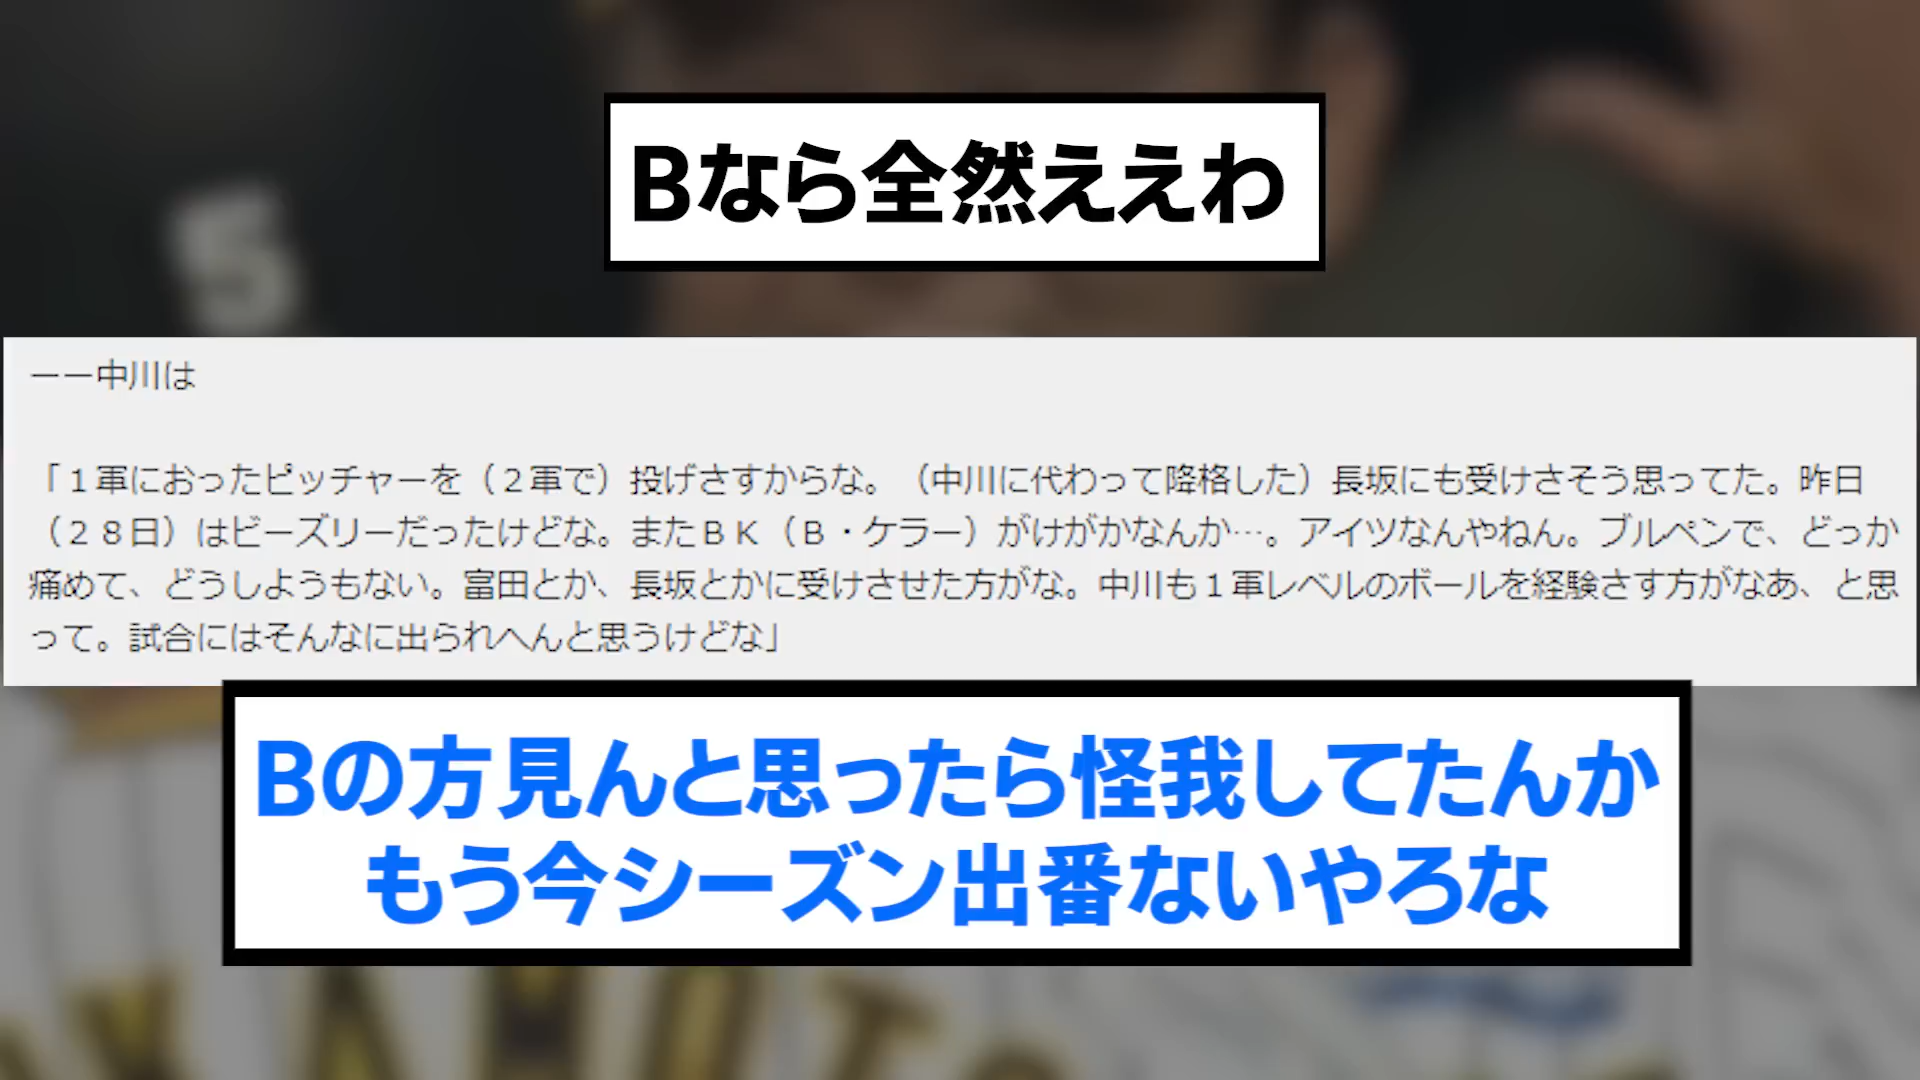 Bなら全然ええわ
ーー中川は
「１軍におったピッチャーを（２軍で）投げさすからな。（中川に代わって降格した）長坂にも受けさそう思ってた。昨日
（２８日）はビーズリーだったけどな。またＢＫ（Ｂ・ケラー）がけがかなんか…。アイツなんやねん。ブルペンで、どっか
痛めて、どうしようもない。富田とか、長坂とかに受けさせた方がな。中川も１軍レベルのボールを経験さす方がなあ、と思
って。試合にはそんなに出られへんと思うけどな」
Bの方見んと思ったら怪我してたんか
もう今シーズン出番ないやろな
5